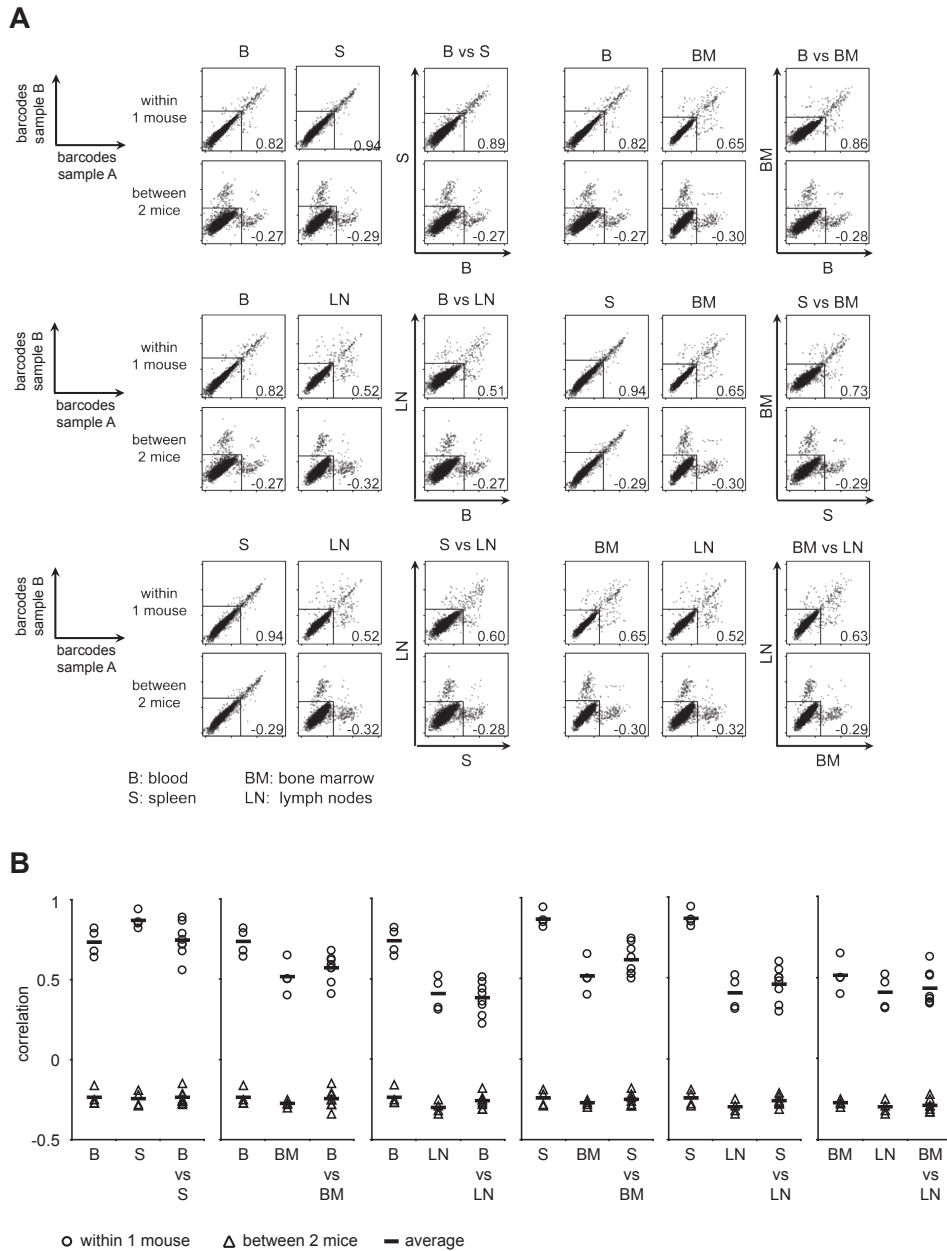 A
B S B vs S B BM B vs BM
barcodes
sample B
barcodes
sample A
within
1 mouse
0.82 0.94 S 0.89 0.82 0.65 BM 0.86
between
2 mice
-0.27 -0.29 -0.27 -0.27 -0.30 -0.28
B B
B LN B vs LN S BM S vs BM
barcodes
sample B
barcodes
sample A
within
1 mouse
0.82 0.52 LN 0.51 0.94 0.65 BM 0.73
between
2 mice
-0.27 -0.32 -0.27 -0.29 -0.30 -0.29
B S
S LN S vs LN BM LN BM vs LN
barcodes
sample B
barcodes
sample A
within
1 mouse
0.94 0.52 LN 0.60 0.65 0.52 LN 0.63
between
2 mice
-0.29 -0.32 -0.28 -0.30 -0.32 -0.29
S BM
B: blood BM: bone marrow
S: spleen LN: lymph nodes
B
correlation
1
0.5
0
-0.5
B S B B BM B B LN B S BM S S LN S BM LN BM
vs vs vs vs vs vs
S BM LN BM LN LN
within 1 mouse between 2 mice average